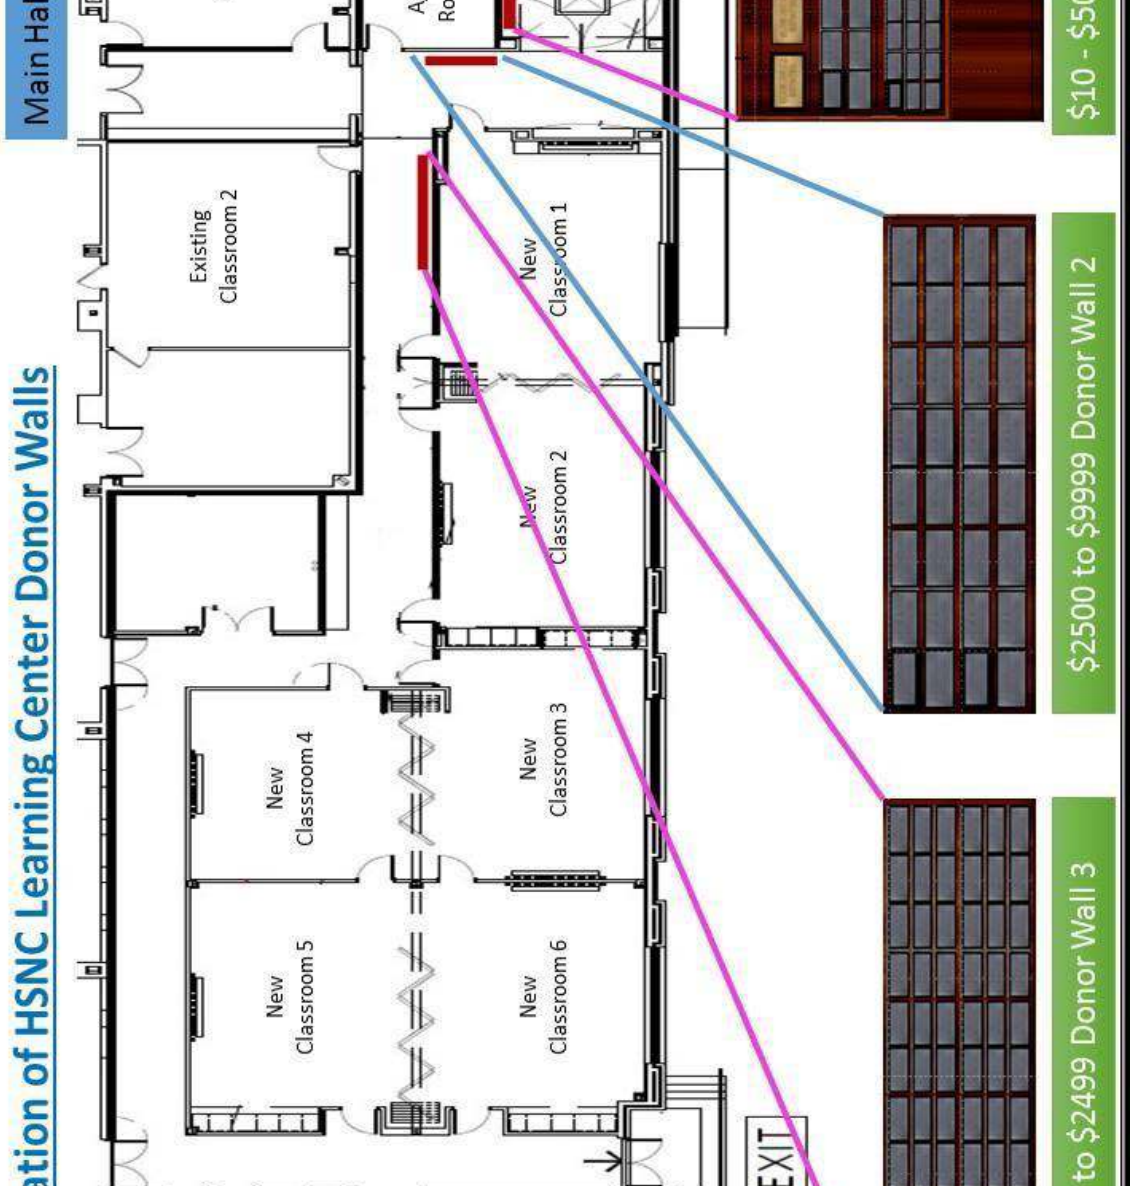 ation of HSNC Learning Center Donor Walls
Main Hal
Existing
Classroom 2
New
Classroom 5
New
Classroom 4
A
Ro
New
Classroom 6
New
Classroom 3
New
Classroom 2
New
Classroom 1
EXIT
to $2499 Donor Wall 3
$2500 to $9999 Donor Wall 2
$10 - $50